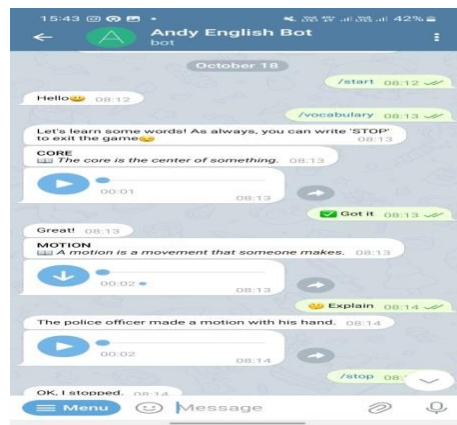 15:43 42%
Andy English Bot
bot
October 18
/start 08:12
Hello 08:12
/vocabulary 08:13
Let's learn some words! As always, you can write 'STOP'
to exit the game 08:13
CORE
The core is the center of something. 08:13
00:01 08:13
Got it 08:13
Great! 08:13
MOTION
A motion is a movement that someone makes. 08:13
00:02 08:13
Explain 08:14
The police officer made a motion with his hand. 08:14
00:02 08:14
/stop 08:
OK, I stopped. 08:14
Menu Message